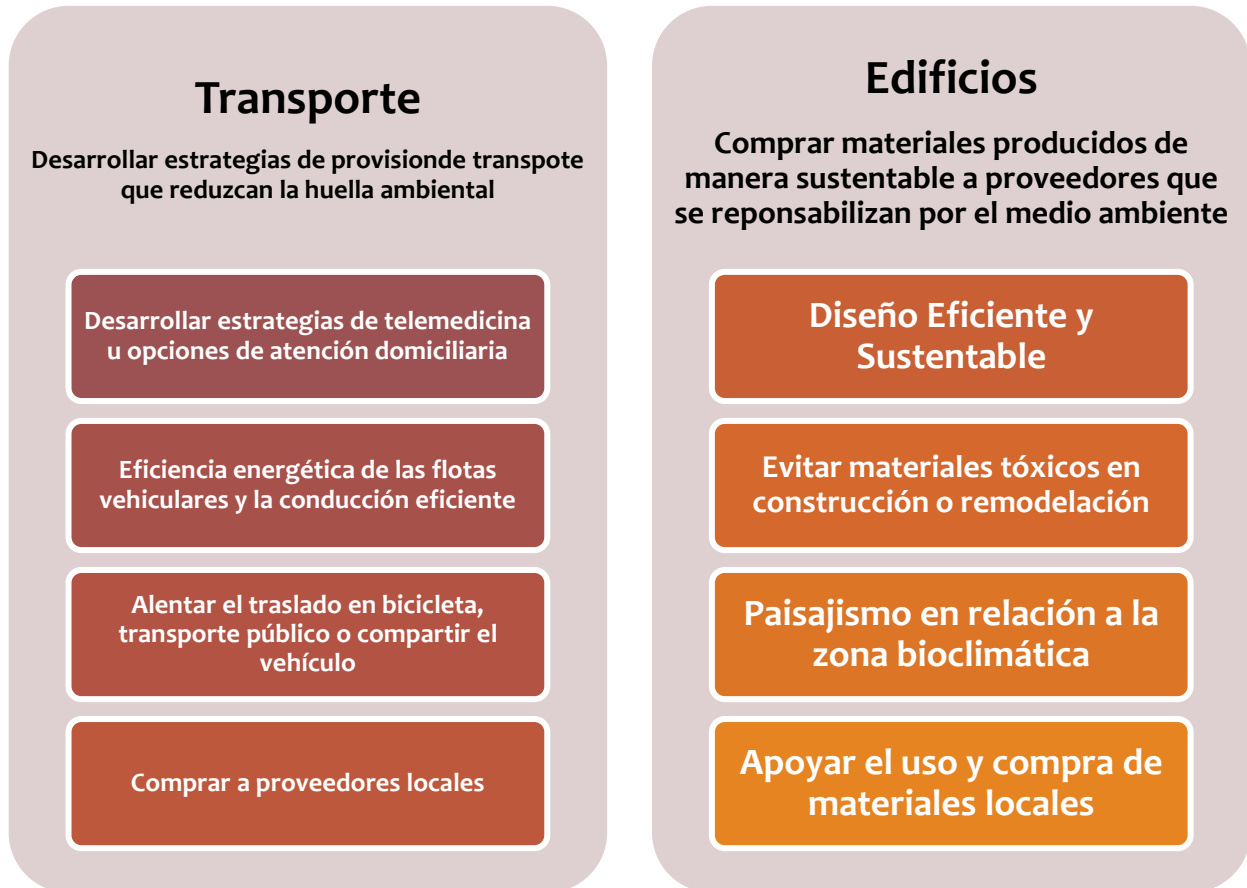 Transporte
Desarrollar estrategias de provisionde transpote
que reduzcan la huella ambiental
Desarrollar estrategias de telemedicina
u opciones de atención domiciliaria
Eficiencia energética de las flotas
vehiculares y la conducción eficiente
Alentar el traslado en bicicleta,
transporte público o compartir el
vehículo
Comprar a proveedores locales
Edificios
Comprar materiales producidos de
manera sustentable a proveedores que
se reponsabilizan por el medio ambiente
Diseño Eficiente y
Sustentable
Evitar materiales tóxicos en
construcción o remodelación
Paisajismo en relación a la
zona bioclimática
Apoyar el uso y compra de
materiales locales